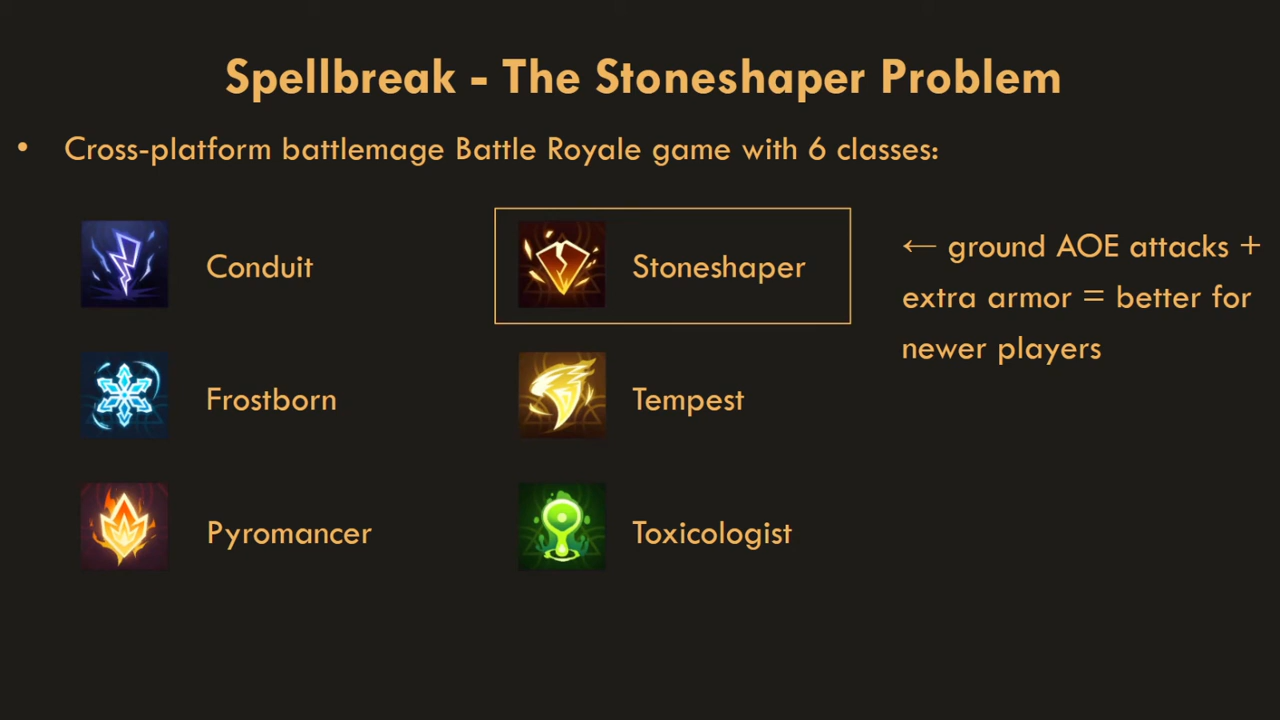 Spellbreak - The Stoneshaper Problem
• Cross-platform battlemage Battle Royale game with 6 classes:
Conduit
Stoneshaper
← ground AOE attacks +
extra armor = better for
newer players
Frostborn
Tempest
Pyromancer
Toxicologist